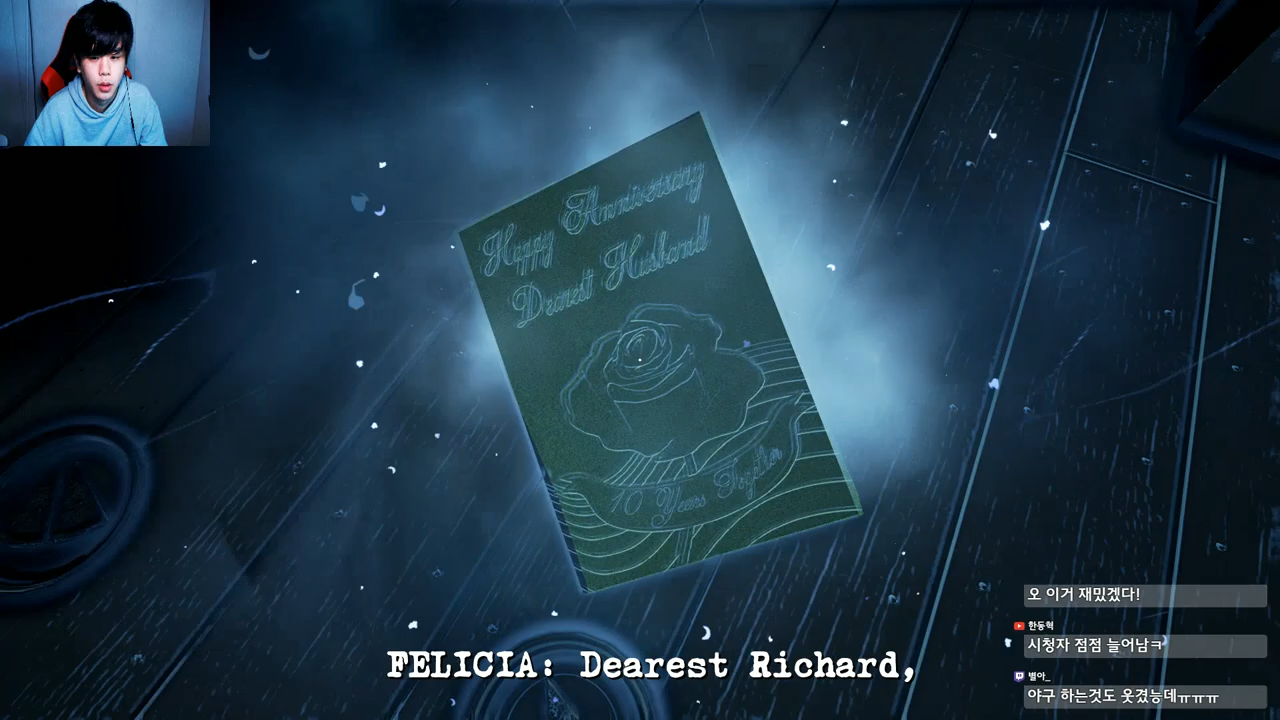 Happy Anniversary
Dearest Husband
10 Years Together
FELICIA: Dearest Richard,
오 이거 재밌겠다!
한동혁
시청자 점점 늘어남ㅋ
별아_
야구 하는것도 웃겼능데ㅠㅠㅠ